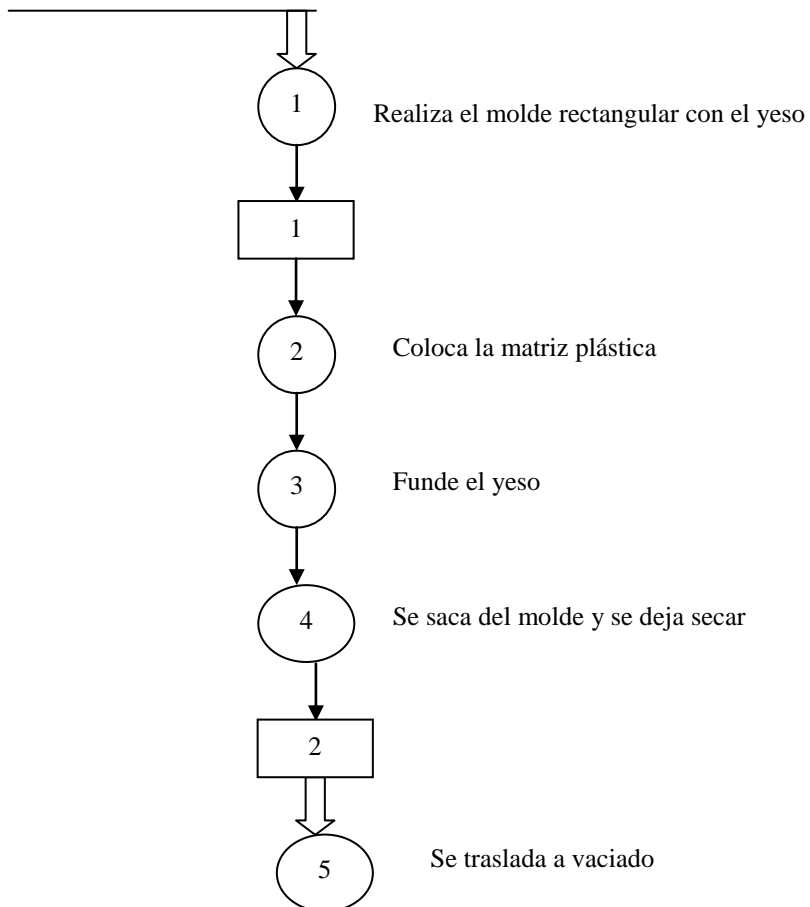 1 Realiza el molde rectangular con el yeso
1
2 Coloca la matriz plástica
3 Funde el yeso
4 Se saca del molde y se deja secar
2
5 Se traslada a vaciado